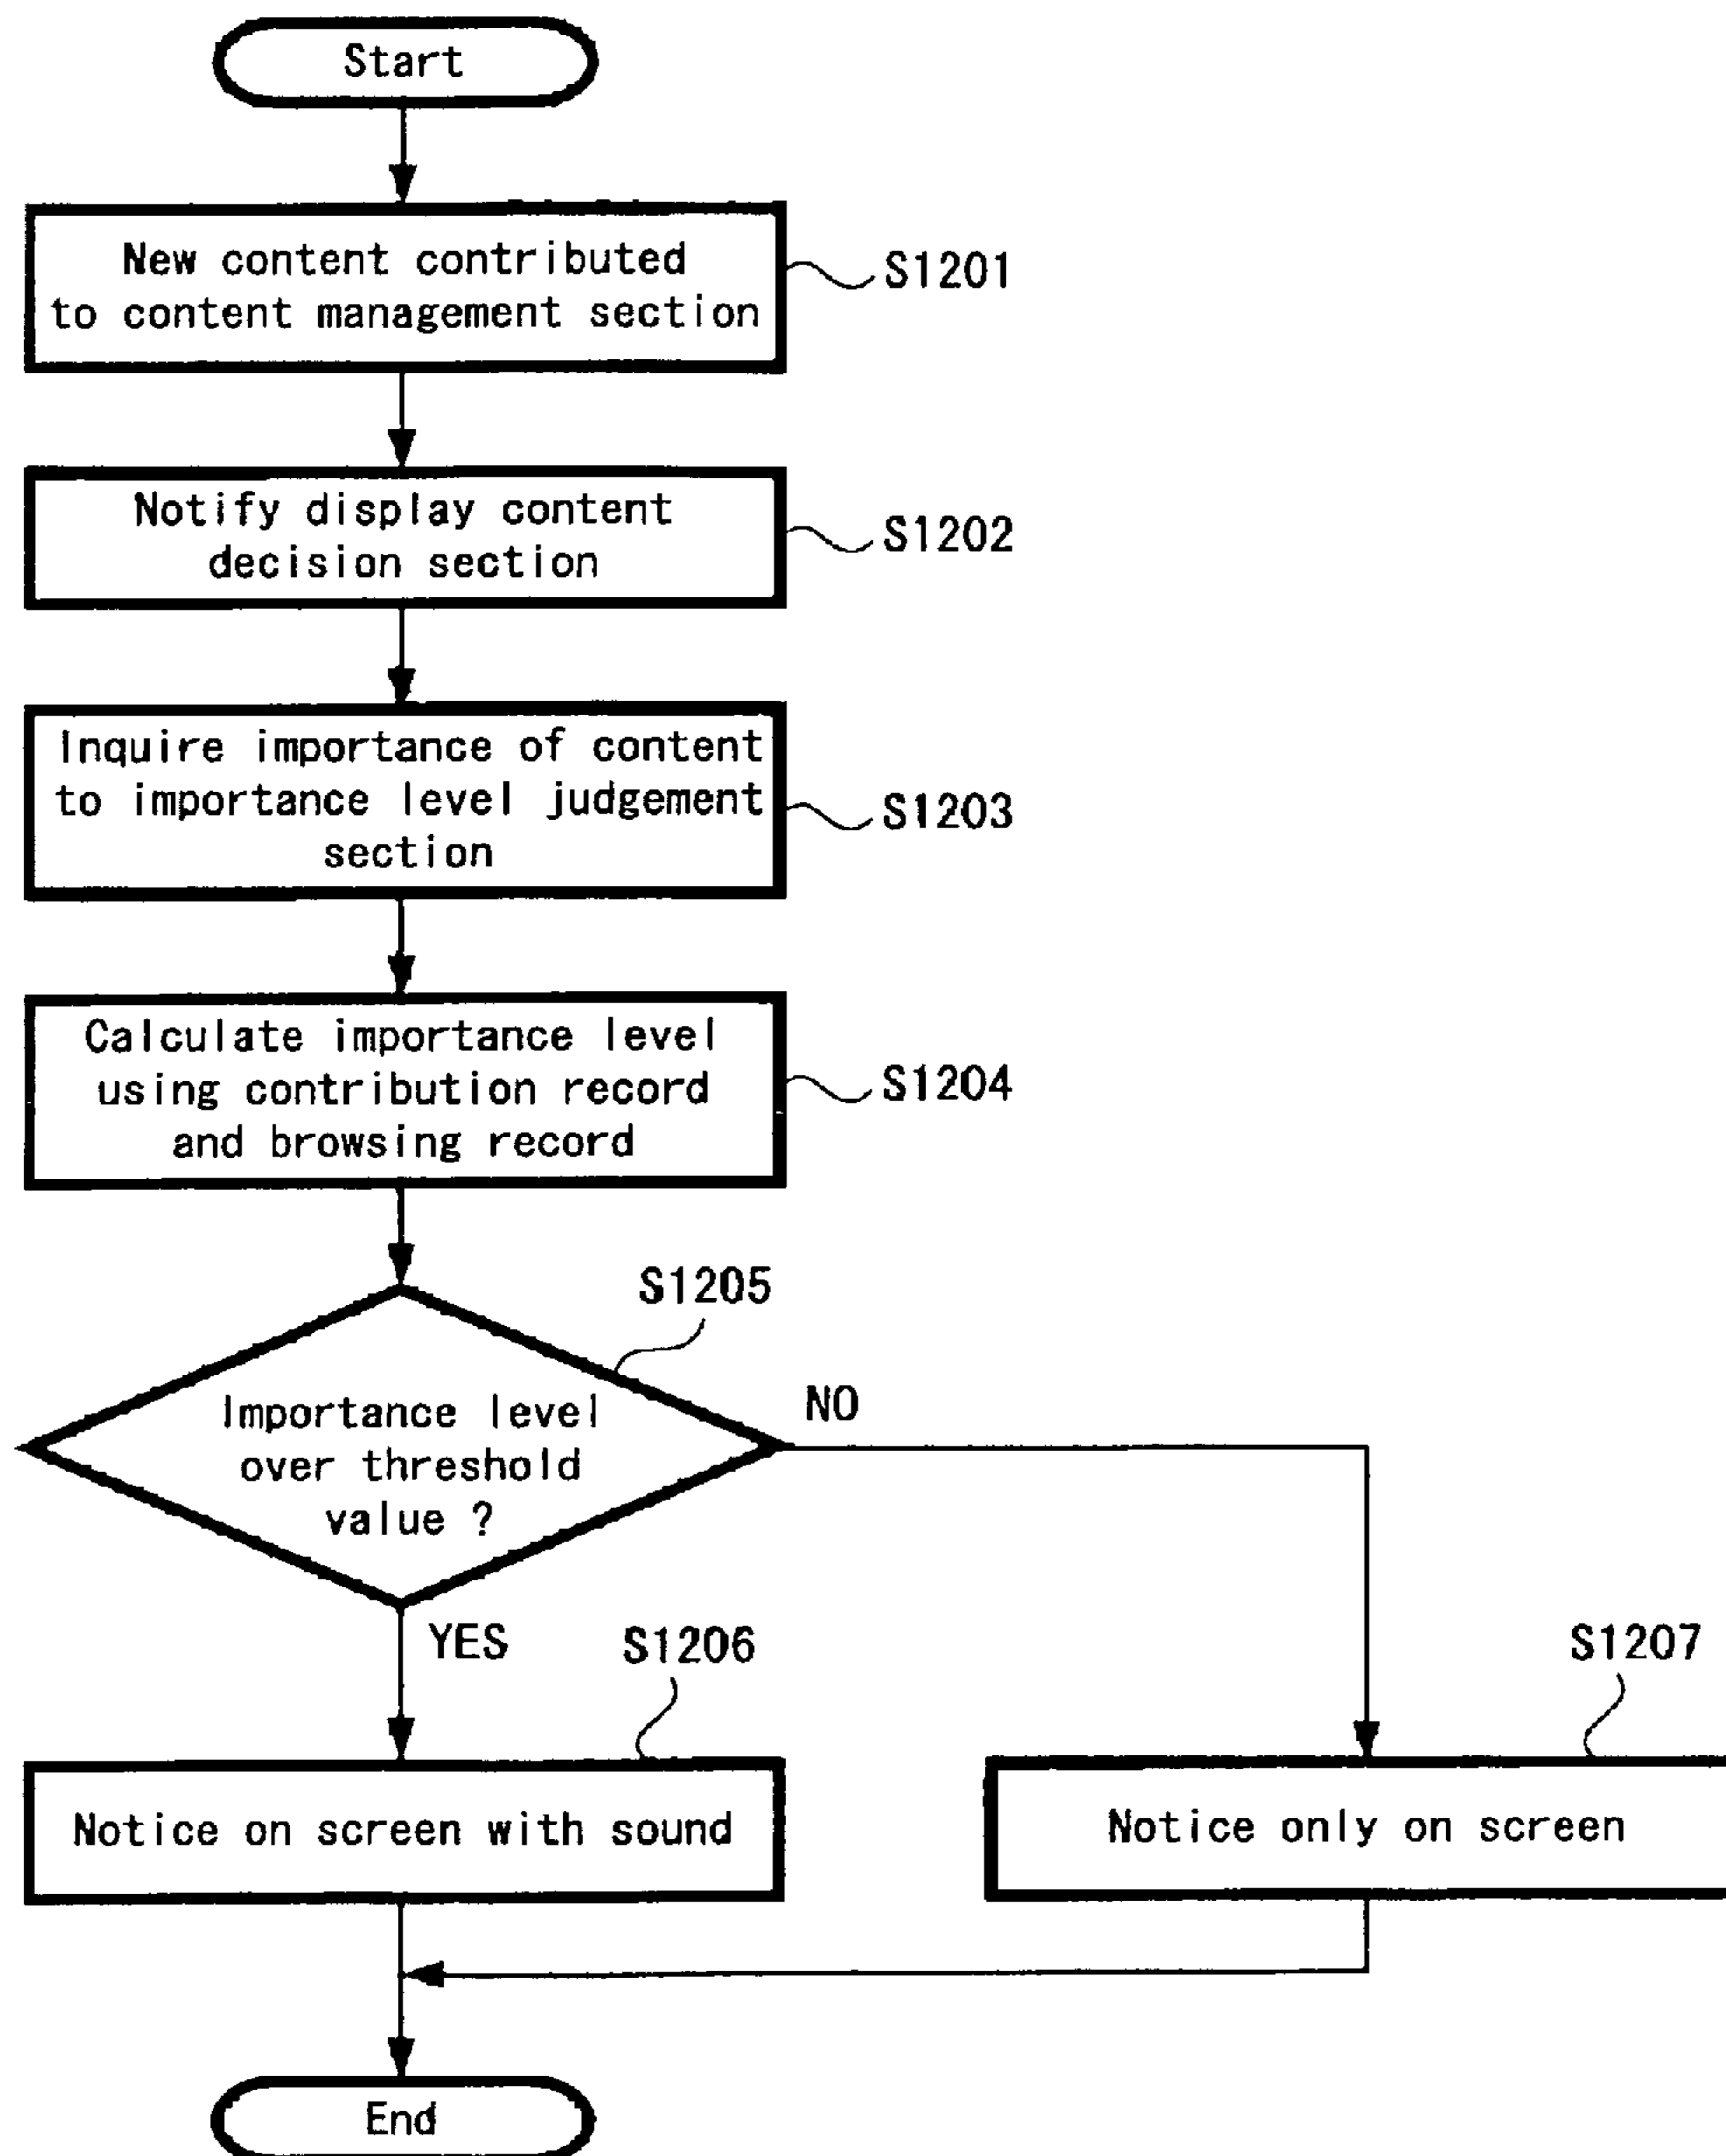 Start
New content contributed
to content management section
S1201
Notify display content
decision section
S1202
Inquire importance of content
to importance level judgement
section
S1203
Calculate importance level
using contribution record
and browsing record
S1204
S1205
Importance level
over threshold
value ?
NO
YES
S1206
S1207
Notice on screen with sound
Notice only on screen
End